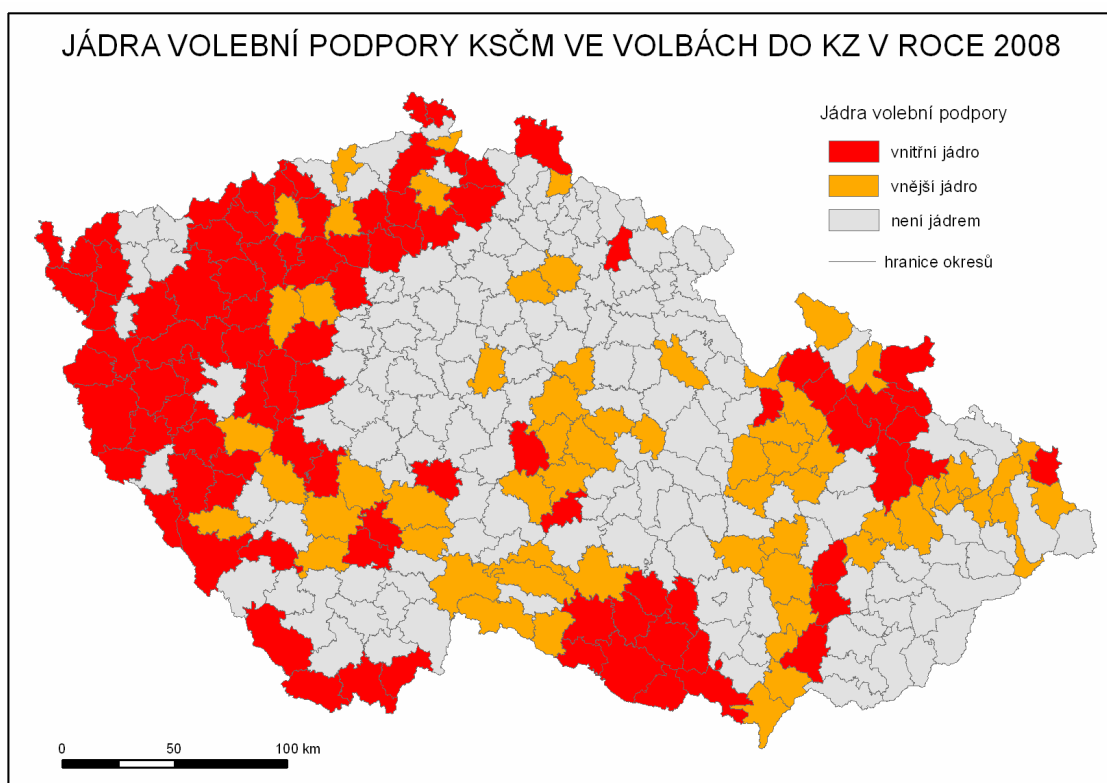 JÁDRA VOLEBNÍ PODPORY KSČM VE VOLBÁCH DO KZ V ROCE 2008
Jádra volební podpory
vnitřní jádro
vnější jádro
není jádrem
hranice okresů
0 50 100 km